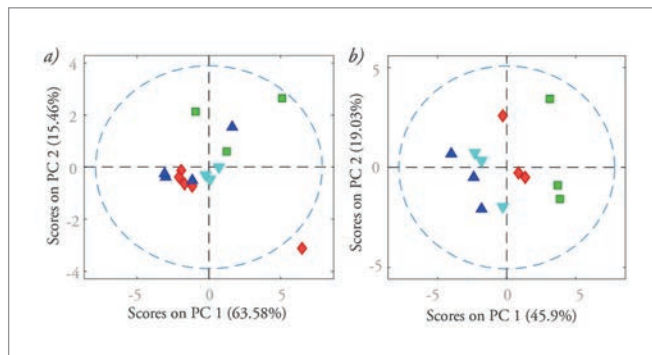 a)
Scores on PC 2 (15.46%)
4
2
0
-2
-4
-5
0
5
Scores on PC 1 (63.58%)
b)
Scores on PC 2 (19.03%)
5
0
-5
-5
0
5
Scores on PC 1 (45.9%)